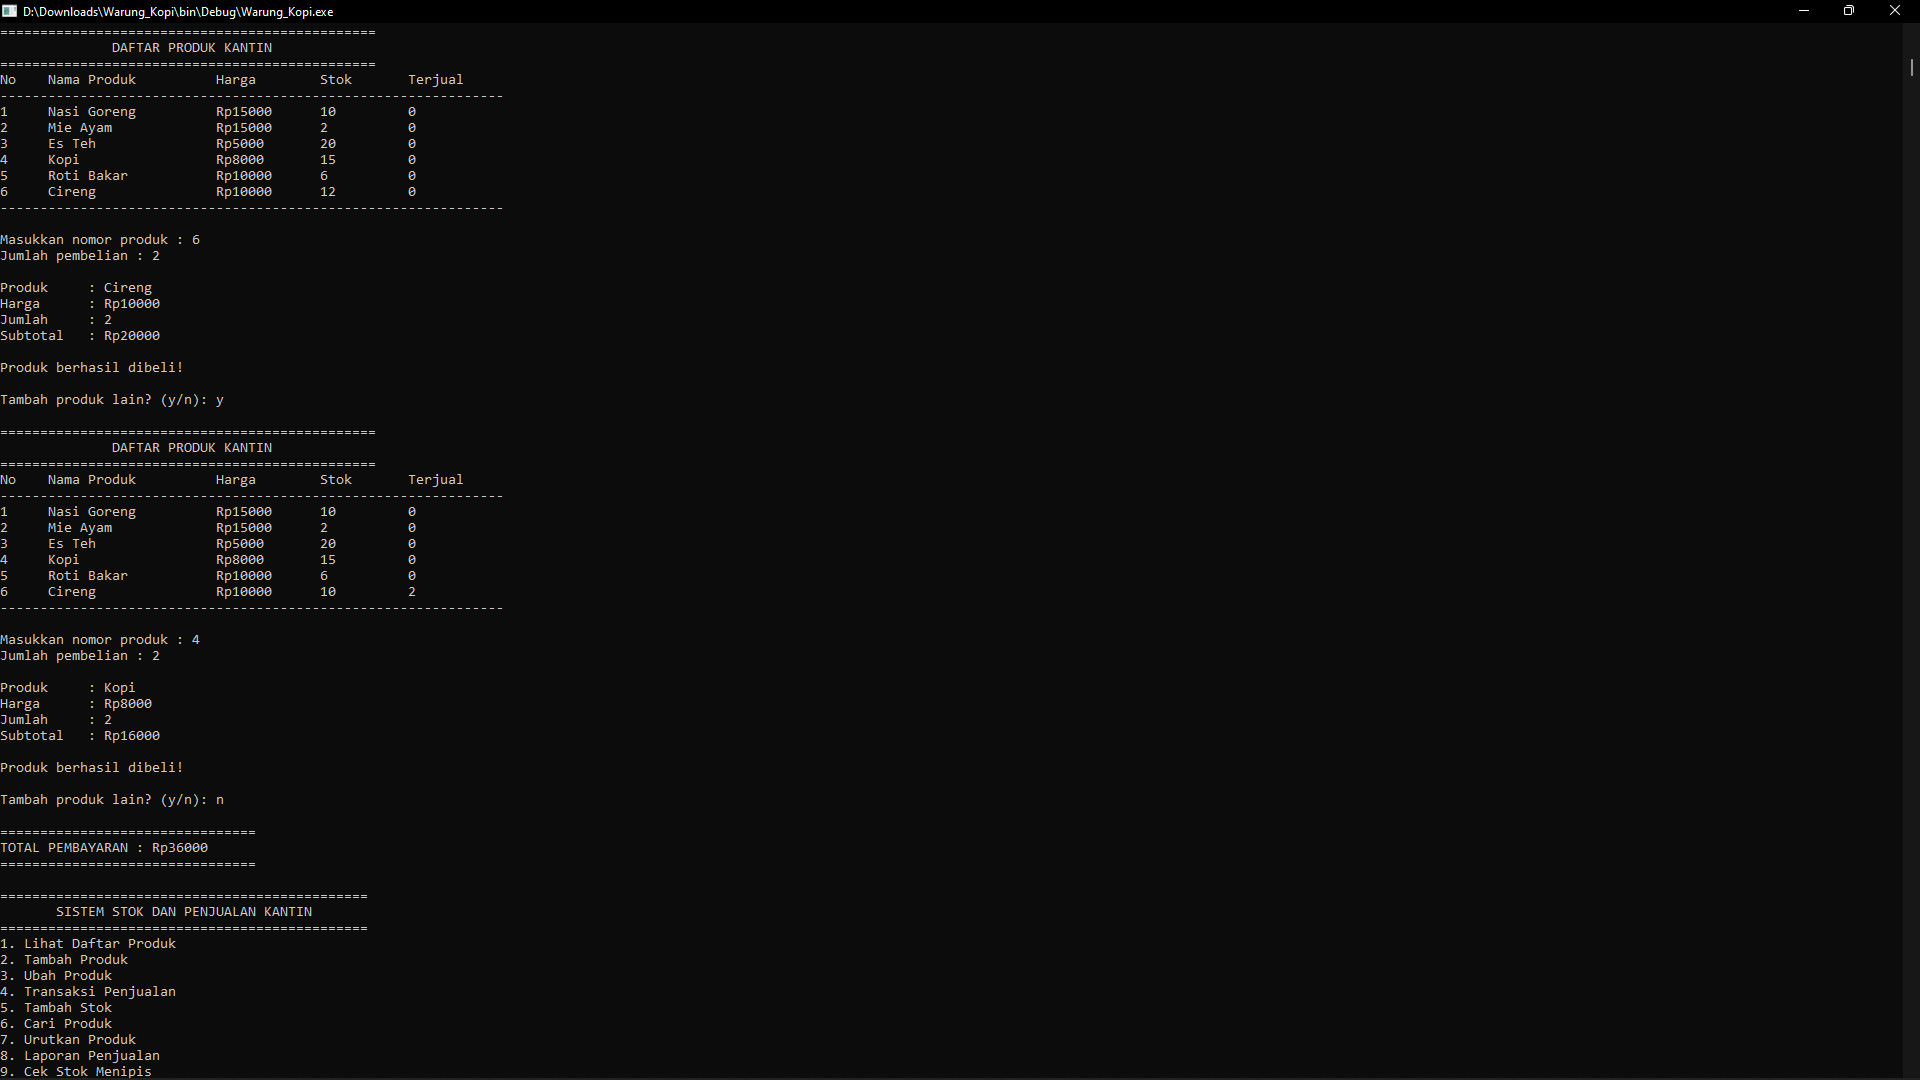 D:\Downloads\Warung_Kopi\bin\Debug\Warung_Kopi.exe
===============================================
              DAFTAR PRODUK KANTIN
===============================================
No    Nama Produk          Harga        Stok       Terjual
---------------------------------------------------------------
1     Nasi Goreng          Rp15000      10         0
2     Mie Ayam             Rp15000      2          0
3     Es Teh               Rp5000       20         0
4     Kopi                 Rp8000       15         0
5     Roti Bakar           Rp10000      6          0
6     Cireng               Rp10000      12         0
---------------------------------------------------------------
Masukkan nomor produk : 6
Jumlah pembelian : 2
Produk     : Cireng
Harga      : Rp10000
Jumlah     : 2
Subtotal   : Rp20000
Produk berhasil dibeli!
Tambah produk lain? (y/n): y
===============================================
              DAFTAR PRODUK KANTIN
===============================================
No    Nama Produk          Harga        Stok       Terjual
---------------------------------------------------------------
1     Nasi Goreng          Rp15000      10         0
2     Mie Ayam             Rp15000      2          0
3     Es Teh               Rp5000       20         0
4     Kopi                 Rp8000       15         0
5     Roti Bakar           Rp10000      6          0
6     Cireng               Rp10000      10         2
---------------------------------------------------------------
Masukkan nomor produk : 4
Jumlah pembelian : 2
Produk     : Kopi
Harga      : Rp8000
Jumlah     : 2
Subtotal   : Rp16000
Produk berhasil dibeli!
Tambah produk lain? (y/n): n
================================
TOTAL PEMBAYARAN : Rp36000
================================
==============================================
       SISTEM STOK DAN PENJUALAN KANTIN
==============================================
1. Lihat Daftar Produk
2. Tambah Produk
3. Ubah Produk
4. Transaksi Penjualan
5. Tambah Stok
6. Cari Produk
7. Urutkan Produk
8. Laporan Penjualan
9. Cek Stok Menipis